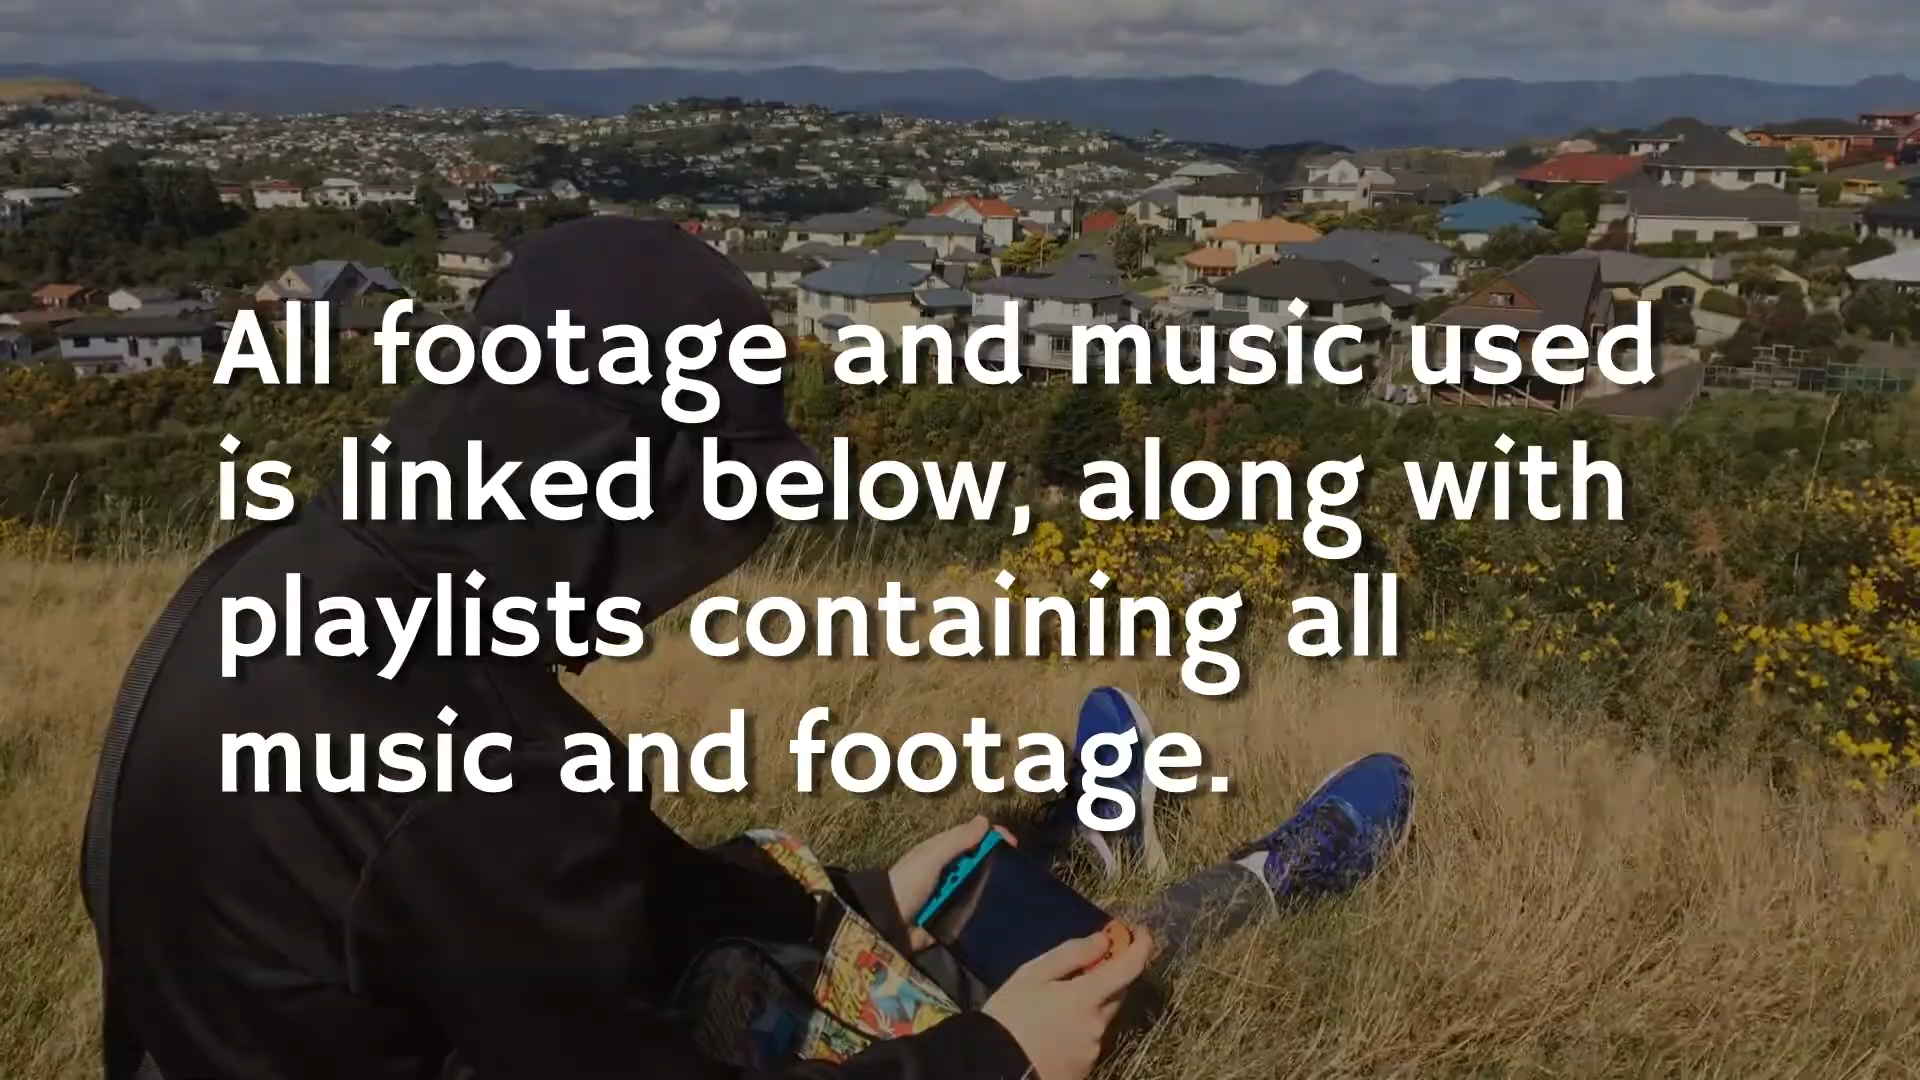 All footage and music used
is linked below, along with
playlists containing all
music and footage.